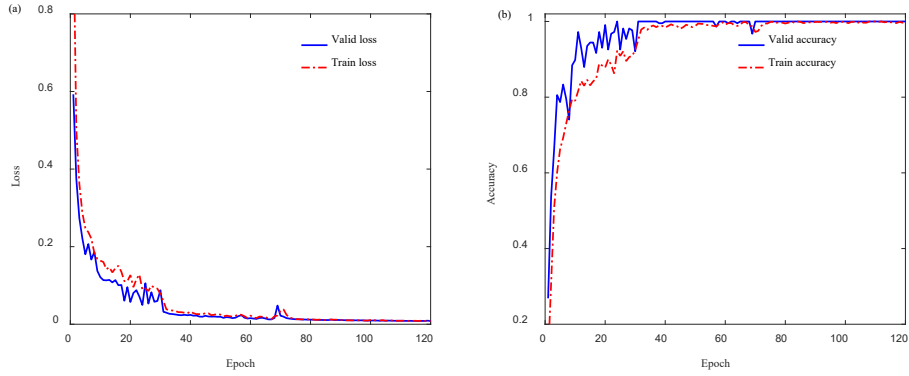 (a)
0.8
0.6
0.4
0.2
0
Loss
0 20 40 60 80 100 120
Epoch
Valid loss
Train loss
(b)
1
0.8
0.6
0.4
0.2
Accuracy
0 20 40 60 80 100 120
Epoch
Valid accuracy
Train accuracy